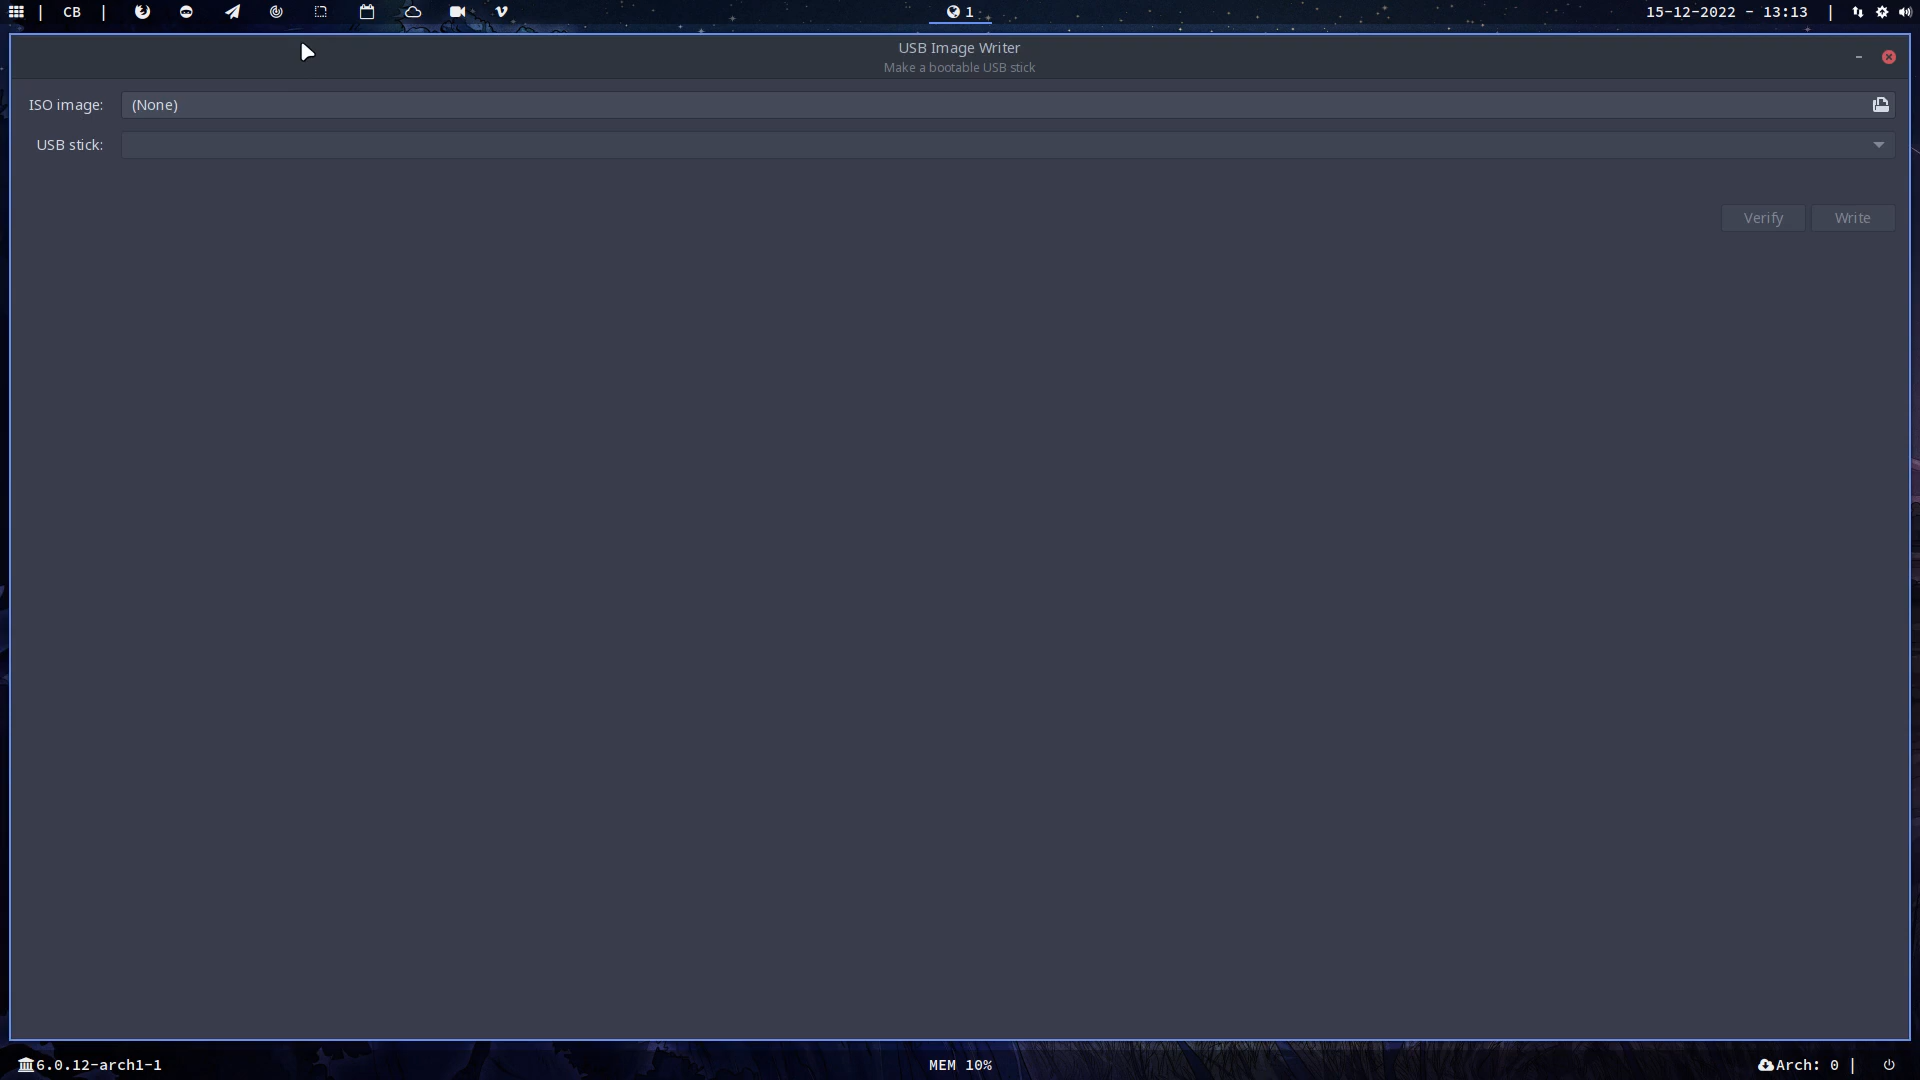 | CB | 1 15-12-2022 - 13:13 |
USB Image Writer
Make a bootable USB stick
ISO image: (None)
USB stick:
Verify Write
6.0.12-arch1-1 MEM 10% Arch: 0 |